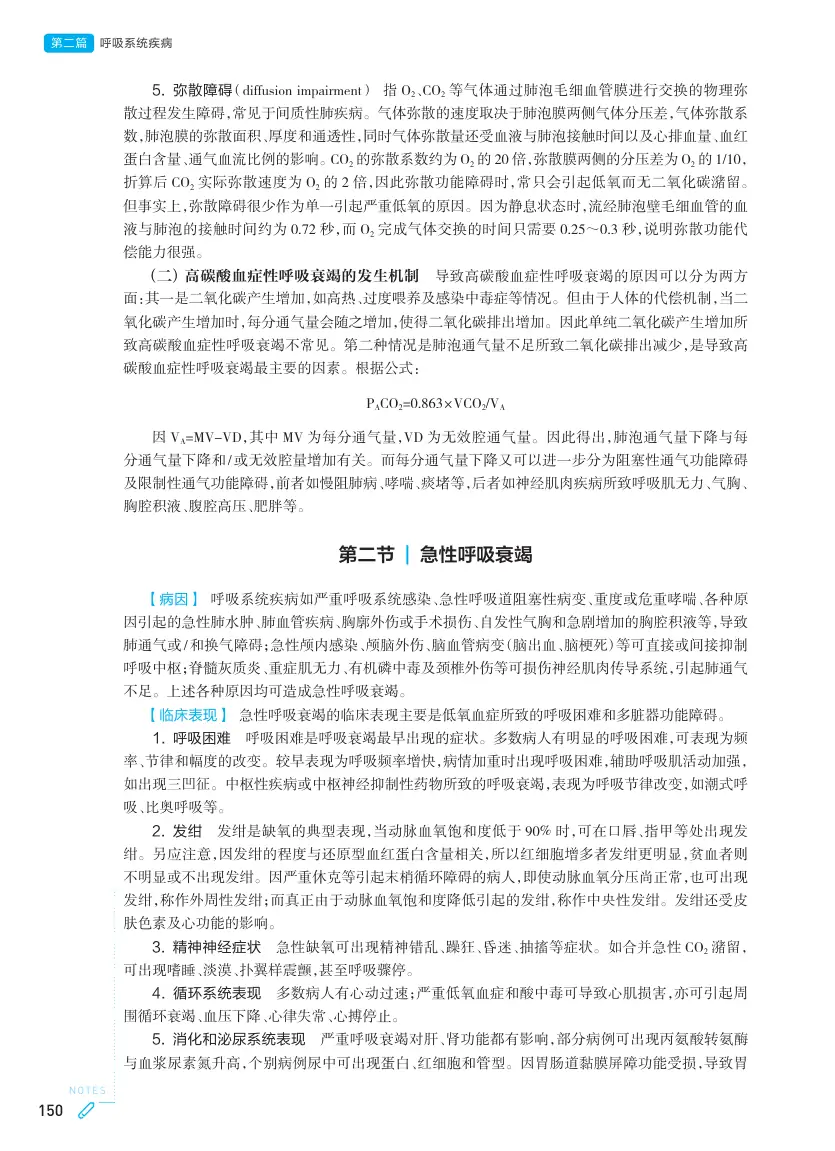 第二篇 呼吸系统疾病
5. 弥散障碍(diffusion impairment) 指 O₂、CO₂ 等气体通过肺泡毛细血管膜进行交换的物理弥
散过程发生障碍,常见于间质性肺疾病。气体弥散的速度取决于肺泡膜两侧气体分压差,气体弥散系
数,肺泡膜的弥散面积、厚度和通透性,同时气体弥散量还受血液与肺泡接触时间以及心排血量、血红
蛋白含量、通气血流比例的影响。CO₂ 的弥散系数约为 O₂ 的 20 倍,弥散膜两侧的分压差为 O₂ 的 1/10,
折算后 CO₂ 实际弥散速度为 O₂ 的 2 倍,因此弥散功能障碍时,常只会引起低氧而无二氧化碳潴留。
但事实上,弥散障碍很少作为单一引起严重低氧的原因。因为静息状态时,流经肺泡壁毛细血管的血
液与肺泡的接触时间约为 0.72 秒,而 O₂ 完成气体交换的时间只需要 0.25～0.3 秒,说明弥散功能代
偿能力很强。
(二) 高碳酸血症性呼吸衰竭的发生机制 导致高碳酸血症性呼吸衰竭的原因可以分为两方
面:其一是二氧化碳产生增加,如高热、过度喂养及感染中毒症等情况。但由于人体的代偿机制,当二
氧化碳产生增加时,每分通气量会随之增加,使得二氧化碳排出增加。因此单纯二氧化碳产生增加所
致高碳酸血症性呼吸衰竭不常见。第二种情况是肺泡通气量不足所致二氧化碳排出减少,是导致高
碳酸血症性呼吸衰竭最主要的因素。根据公式:
PACO₂=0.863×VCO₂/VA
因 VA=MV−VD,其中 MV 为每分通气量,VD 为无效腔通气量。因此得出,肺泡通气量下降与每
分通气量下降和/或无效腔量增加有关。而每分通气量下降又可以进一步分为阻塞性通气功能障碍
及限制性通气功能障碍,前者如慢阻肺病、哮喘、痰堵等,后者如神经肌肉疾病所致呼吸肌无力、气胸、
胸腔积液、腹腔高压、肥胖等。
第二节 | 急性呼吸衰竭
【病因】 呼吸系统疾病如严重呼吸系统感染、急性呼吸道阻塞性病变、重度或危重哮喘、各种原
因引起的急性肺水肿、肺血管疾病、胸廓外伤或手术损伤、自发性气胸和急剧增加的胸腔积液等,导致
肺通气或/和换气障碍;急性颅内感染、颅脑外伤、脑血管病变(脑出血、脑梗死)等可直接或间接抑制
呼吸中枢;脊髓灰质炎、重症肌无力、有机磷中毒及颈椎外伤等可损伤神经肌肉传导系统,引起肺通气
不足。上述各种原因均可造成急性呼吸衰竭。
【临床表现】 急性呼吸衰竭的临床表现主要是低氧血症所致的呼吸困难和多脏器功能障碍。
1. 呼吸困难 呼吸困难是呼吸衰竭最早出现的症状。多数病人有明显的呼吸困难,可表现为频
率、节律和幅度的改变。较早表现为呼吸频率增快,病情加重时出现呼吸困难,辅助呼吸肌活动加强,
如出现三凹征。中枢性疾病或中枢神经抑制性药物所致的呼吸衰竭,表现为呼吸节律改变,如潮式呼
吸、比奥呼吸等。
2. 发绀 发绀是缺氧的典型表现,当动脉血氧饱和度低于 90% 时,可在口唇、指甲等处出现发
绀。另应注意,因发绀的程度与还原型血红蛋白含量相关,所以红细胞增多者发绀更明显,贫血者则
不明显或不出现发绀。因严重休克等引起末梢循环障碍的病人,即使动脉血氧分压尚正常,也可出现
发绀,称作外周性发绀;而真正由于动脉血氧饱和度降低引起的发绀,称作中央性发绀。发绀还受皮
肤色素及心功能的影响。
3. 精神神经症状 急性缺氧可出现精神错乱、躁狂、昏迷、抽搐等症状。如合并急性 CO₂ 潴留,
可出现嗜睡、淡漠、扑翼样震颤,甚至呼吸骤停。
4. 循环系统表现 多数病人有心动过速;严重低氧血症和酸中毒可导致心肌损害,亦可引起周
围循环衰竭、血压下降、心律失常、心搏停止。
5. 消化和泌尿系统表现 严重呼吸衰竭对肝、肾功能都有影响,部分病例可出现丙氨酸转氨酶
与血浆尿素氮升高,个别病例尿中可出现蛋白、红细胞和管型。因胃肠道黏膜屏障功能受损,导致胃
NOTES
150